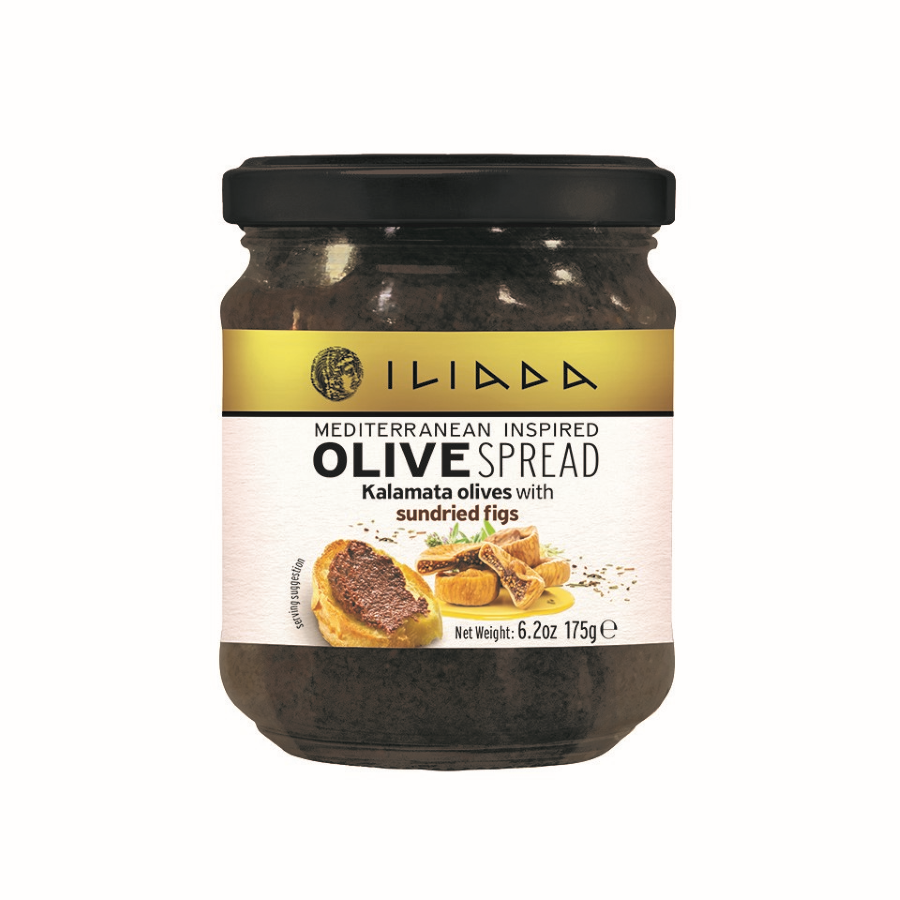 ILIADA
MEDITERRANEAN INSPIRED
OLIVE SPREAD
Kalamata olives with
sundried figs
serving suggestion
Net Weight: 6.2oz 175g ℮